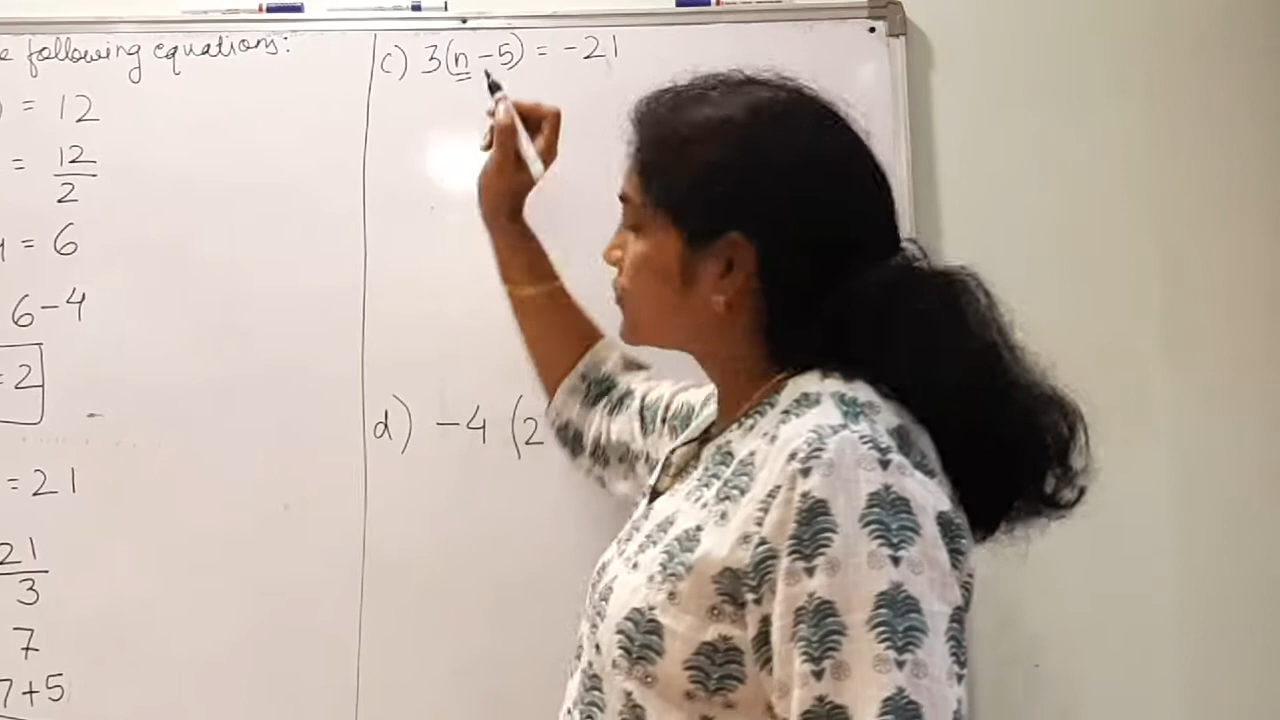 following equations:
= 12
= 12/2
= 6
6 - 4
= 2
= 21
21/3
7
7 + 5
c) 3(n - 5) = -21
d) -4 (2